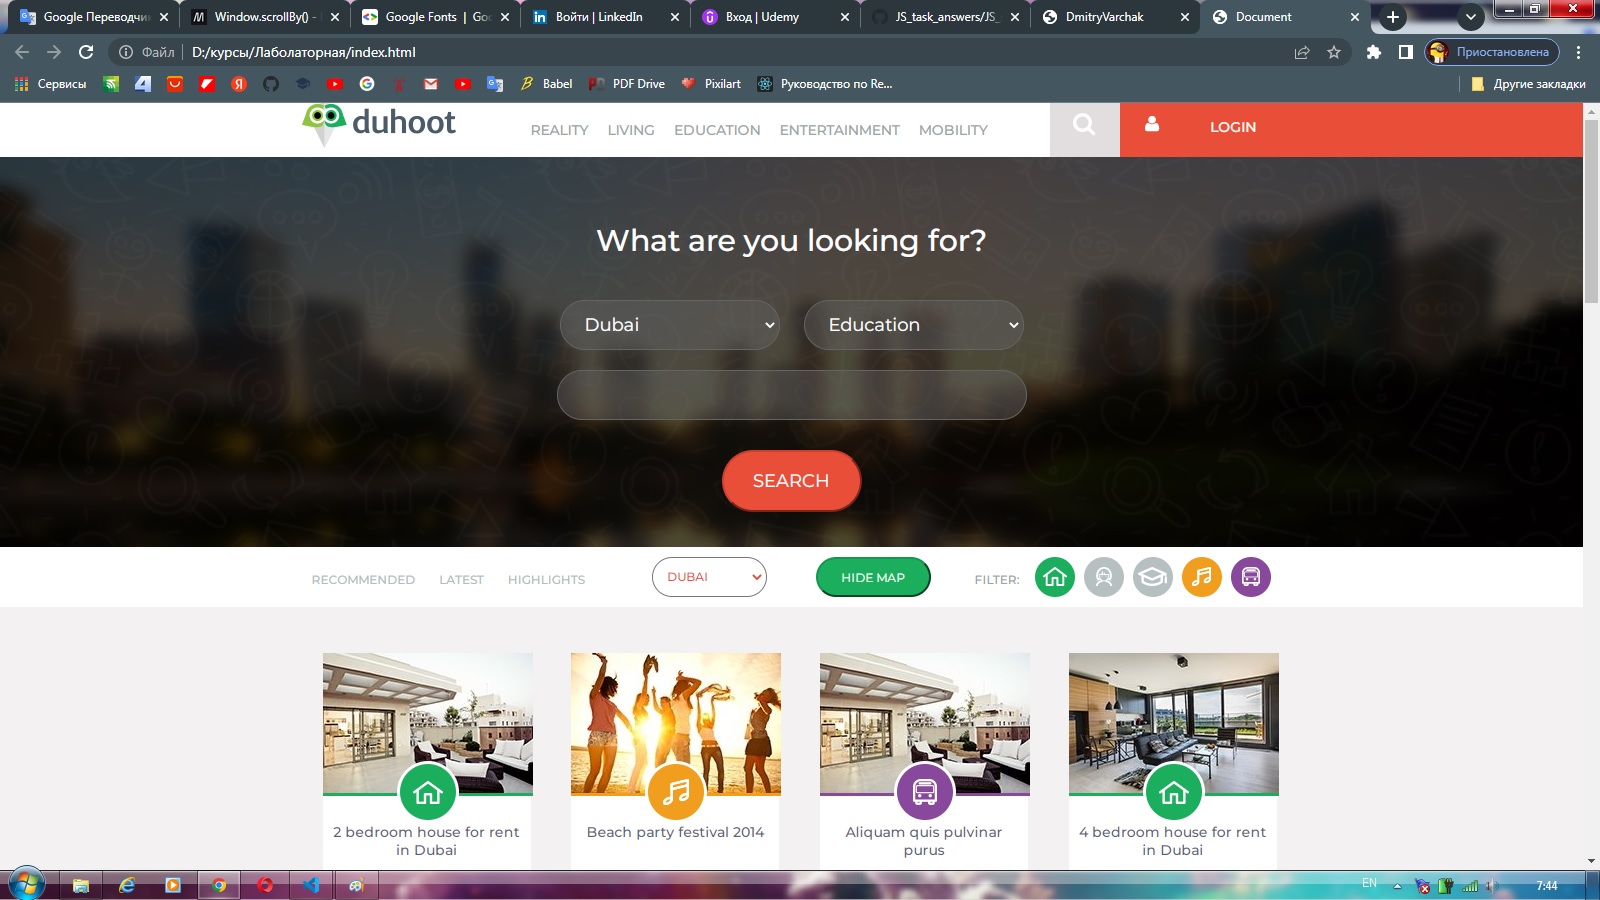 Google Переводчик
Window.scrollBy() -
Google Fonts | Goo
Войти | LinkedIn
Вход | Udemy
JS_task_answers/JS_
DmitryVarchak
Document
Файл
D:/курсы/Лаболаторная/index.html
Приостановлена
Сервисы
Babel
PDF Drive
Pixilart
Руководство по Re...
Другие закладки
duhoot
REALITY LIVING EDUCATION ENTERTAINMENT MOBILITY
LOGIN
What are you looking for?
Dubai
Education
SEARCH
RECOMMENDED LATEST HIGHLIGHTS
DUBAI
HIDE MAP
FILTER:
2 bedroom house for rent
in Dubai
Beach party festival 2014
Aliquam quis pulvinar
purus
4 bedroom house for rent
in Dubai
EN
7:44